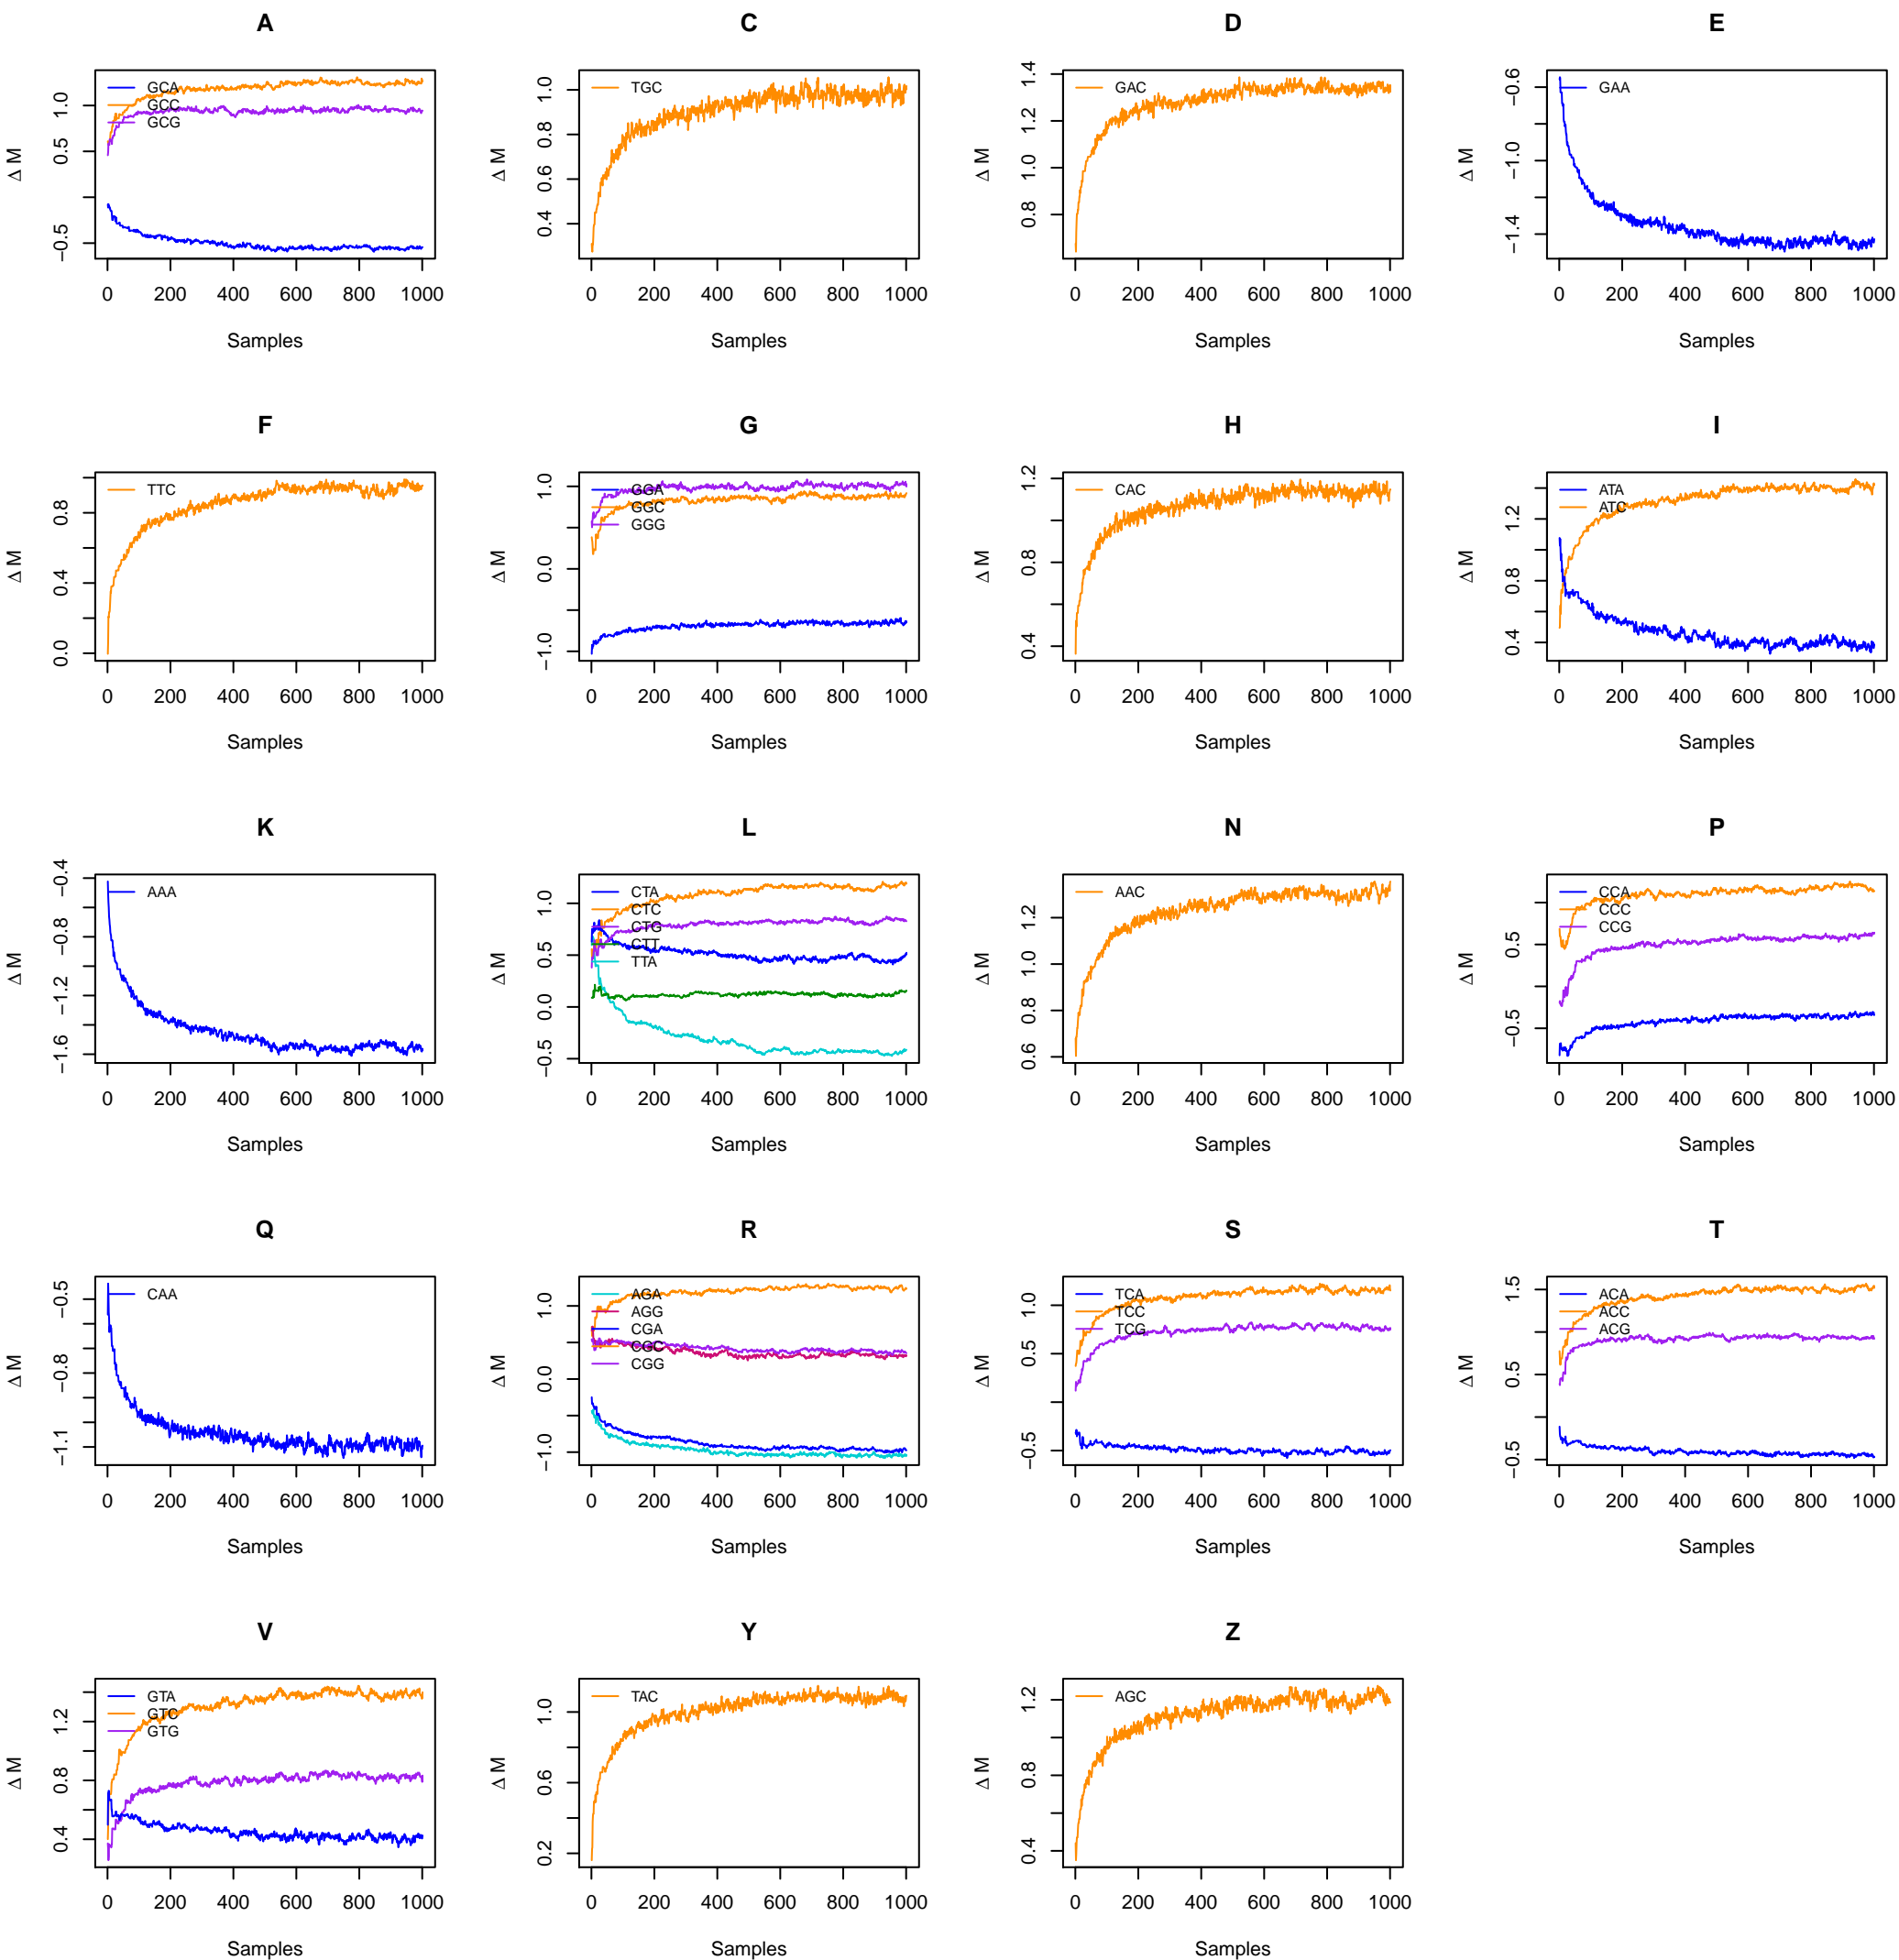 A
C
D
E
Δ M
0.5 1.0
-0.5
GCA
GCC
GCG
0 200 400 600 800 1000
Samples
Δ M
0.4 0.6 0.8 1.0
TGC
0 200 400 600 800 1000
Samples
Δ M
0.8 1.0 1.2 1.4
GAC
0 200 400 600 800 1000
Samples
Δ M
−1.4 −1.0 −0.6
GAA
0 200 400 600 800 1000
Samples
F
G
H
I
Δ M
0.0 0.4 0.8
TTC
0 200 400 600 800 1000
Samples
Δ M
−1.0 0.0 1.0
GGA
GGC
GGG
0 200 400 600 800 1000
Samples
Δ M
0.4 0.8 1.2
CAC
0 200 400 600 800 1000
Samples
Δ M
0.4 0.8 1.2
ATA
ATC
0 200 400 600 800 1000
Samples
K
L
N
P
Δ M
−1.6 −1.2 −0.8 −0.4
AAA
0 200 400 600 800 1000
Samples
Δ M
−0.5 0.0 0.5 1.0
CTA
CTC
CTG
CTT
TTA
0 200 400 600 800 1000
Samples
Δ M
0.6 0.8 1.0 1.2
AAC
0 200 400 600 800 1000
Samples
Δ M
−0.5 0.5
CCA
CCC
CCG
0 200 400 600 800 1000
Samples
Q
R
S
T
Δ M
−1.1 −0.8 −0.5
CAA
0 200 400 600 800 1000
Samples
Δ M
−1.0 0.0 1.0
AGA
AGG
CGA
CGC
CGG
0 200 400 600 800 1000
Samples
Δ M
−0.5 0.5 1.0
TCA
TCC
TCG
0 200 400 600 800 1000
Samples
Δ M
−0.5 0.5 1.5
ACA
ACC
ACG
0 200 400 600 800 1000
Samples
V
Y
Z
Δ M
0.4 0.8 1.2
GTA
GTC
GTG
0 200 400 600 800 1000
Samples
Δ M
0.2 0.6 1.0
TAC
0 200 400 600 800 1000
Samples
Δ M
0.4 0.8 1.2
AGC
0 200 400 600 800 1000
Samples